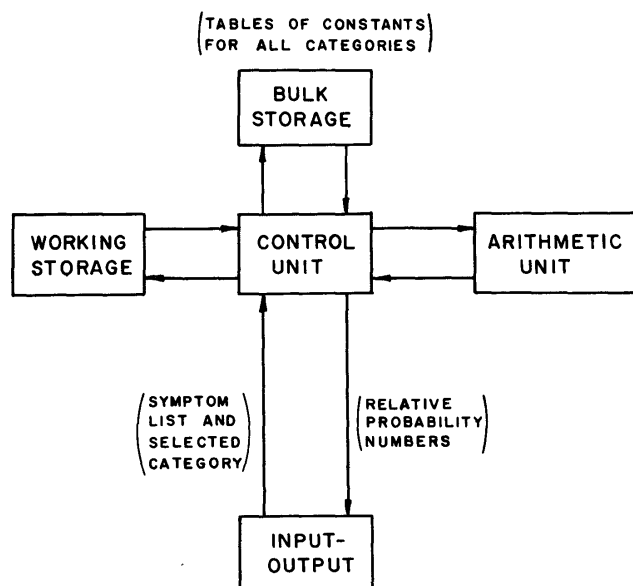 (TABLES OF CONSTANTS
FOR ALL CATEGORIES)
BULK
STORAGE
WORKING
STORAGE
CONTROL
UNIT
ARITHMETIC
UNIT
(SYMPTOM
LIST AND
SELECTED
CATEGORY)
(RELATIVE
PROBABILITY
NUMBERS)
INPUT-
OUTPUT